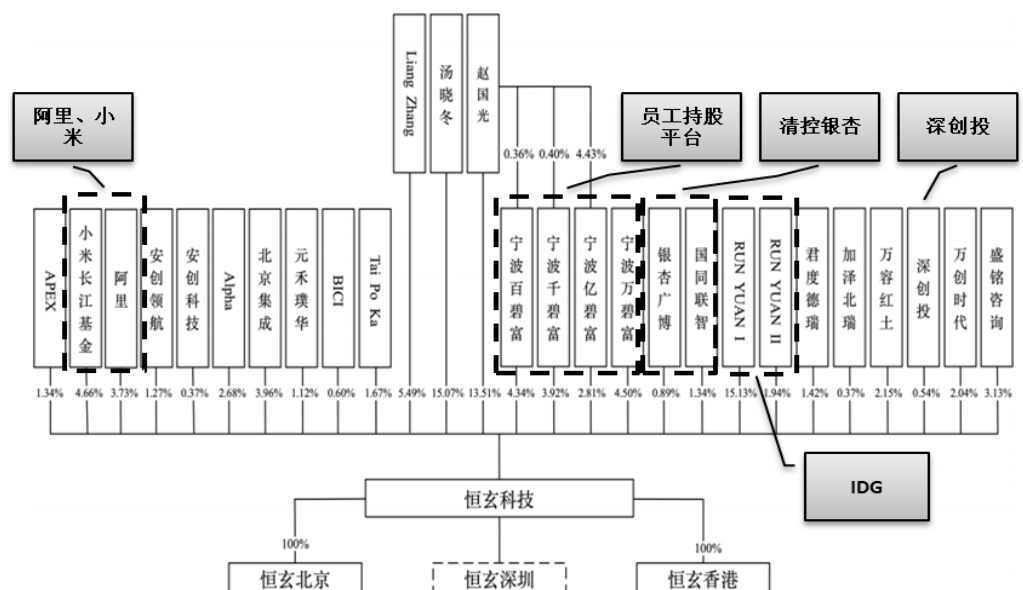 Liang Zhang
汤晓冬
赵国光
阿里、小
米
员工持股
平台
清控银杏
深创投
0.36%
0.40%
4.43%
APEX
小米长江基金
阿里
安创领航
安创科技
Alpha
北京集成
元禾璞华
BICI
Tai Po Ka
宁波百碧富
宁波千碧富
宁波亿碧富
宁波万碧富
银杏广博
国同联智
RUN YUAN I
RUN YUAN II
君度德瑞
加泽北瑞
万容红土
深创投
万创时代
盛铭咨询
1.34%
4.66%
3.73%
1.27%
0.37%
2.68%
3.96%
1.12%
0.60%
1.67%
5.49%
15.07%
13.51%
4.34%
3.92%
2.81%
4.50%
0.89%
1.34%
15.13%
1.94%
1.42%
0.37%
2.15%
0.54%
2.04%
3.13%
IDG
恒玄科技
100%
100%
恒玄北京
恒玄深圳
恒玄香港